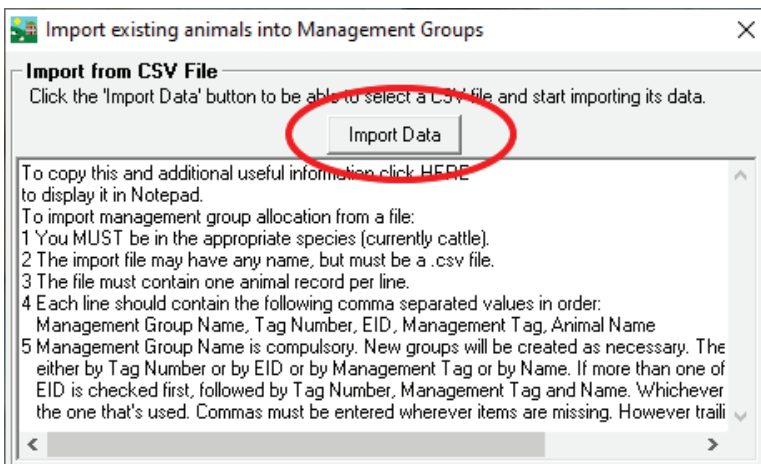 Import existing animals into Management Groups
Import from CSV File
Click the 'Import Data' button to be able to select a CSV file and start importing its data.
Import Data
To copy this and additional useful information click HERE
to display it in Notepad.
To import management group allocation from a file:
1 You MUST be in the appropriate species (currently cattle).
2 The import file may have any name, but must be a .csv file.
3 The file must contain one animal record per line.
4 Each line should contain the following comma separated values in order:
Management Group Name, Tag Number, EID, Management Tag, Animal Name
5 Management Group Name is compulsory. New groups will be created as necessary. The
either by Tag Number or by EID or by Management Tag or by Name. If more than one of
EID is checked first, followed by Tag Number, Management Tag and Name. Whichever
the one that's used. Commas must be entered wherever items are missing. However traili